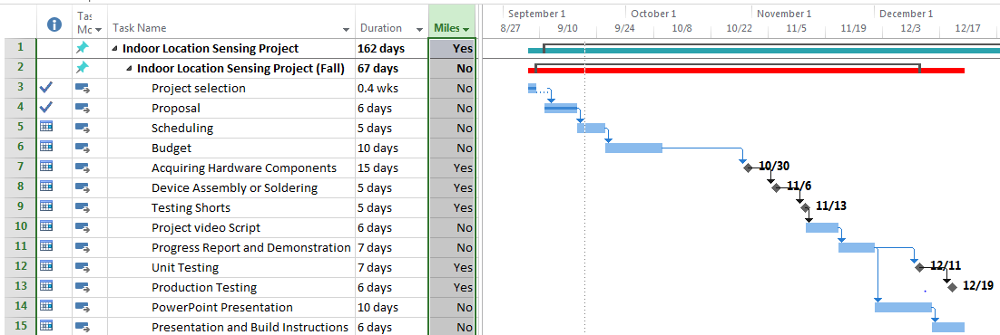 September 1 October 1 November 1 December 1
Task Name Duration Miles
8/27 9/10 9/24 10/8 10/22 11/5 11/19 12/3 12/17
1 Indoor Location Sensing Project 162 days Yes
2 Indoor Location Sensing Project (Fall) 67 days No
3 Project selection 0.4 wks No
4 Proposal 6 days No
5 Scheduling 5 days No
6 Budget 10 days No
7 Acquiring Hardware Components 15 days Yes 10/30
8 Device Assembly or Soldering 5 days Yes 11/6
9 Testing Shorts 5 days Yes 11/13
10 Project video Script 6 days No
11 Progress Report and Demonstration 7 days No
12 Unit Testing 7 days Yes 12/11
13 Production Testing 6 days Yes 12/19
14 PowerPoint Presentation 10 days No
15 Presentation and Build Instructions 6 days No